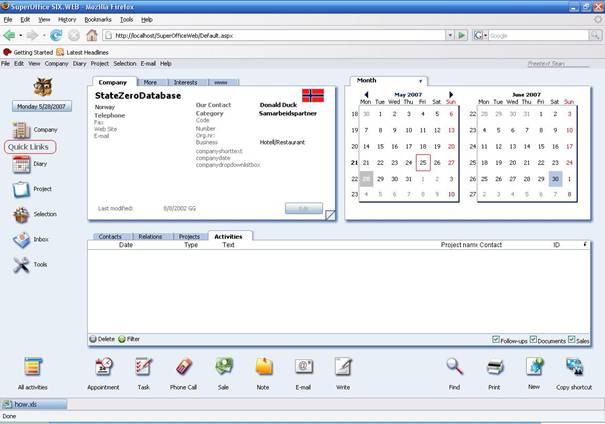 SuperOffice SIX.WEB - Mozilla Firefox
File Edit View History Bookmarks Tools Help
http://localhost/SuperOfficeWeb/Default.aspx
Google
Getting Started Latest Headlines
File Edit View Company Diary Project Selection E-mail Help
Monday 5/28/2007
Company
Quick Links
Diary
Project
Selection
Inbox
Tools
Company More Interests www
StateZeroDatabase
Norway
Telephone
Fax
Web Site
E-mail
Our Contact Donald Duck
Category Samarbeidspartner
Code
Number
Org.nr:
Business Hotell/Restaurant
companyshorttext
companydate
companydropdownlistbox
Last modified: 8/8/2002 GG
Edit
Month
May 2007
Mon Tue Wed Thu Fri Sat Sun
18 30 1 2 3 4 5 6
19 7 8 9 10 11 12 13
20 14 15 16 17 18 19 20
21 21 22 23 24 25 26 27
22 28 29 30 31 1 2 3
23 4 5 6 7 8 9 10
June 2007
Mon Tue Wed Thu Fri Sat Sun
22 28 29 30 31 1 2 3
23 4 5 6 7 8 9 10
24 11 12 13 14 15 16 17
25 18 19 20 21 22 23 24
26 25 26 27 28 29 30 1
27 2 3 4 5 6 7 8
Contacts Relations Projects Activities
Date Type Text Project name Contact ID
Delete Filter
Follow-ups Documents Sales
All activities Appointment Task Phone Call Sale Note E-mail Write Find Print New Copy shortcut
how.xls
Done